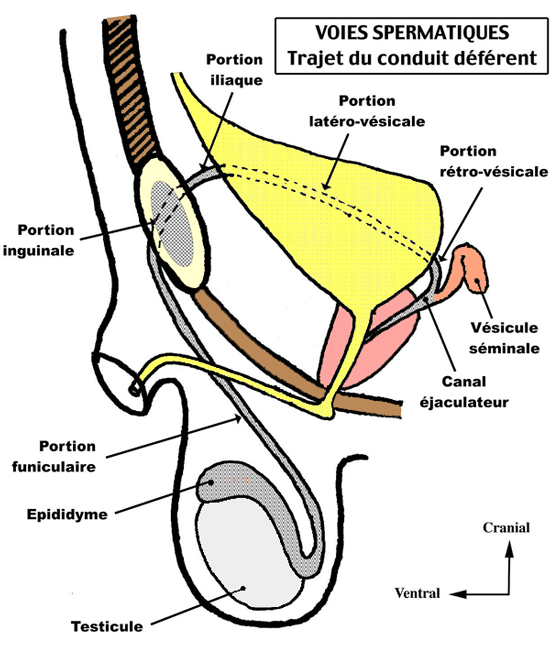 VOIES SPERMATIQUES
Trajet du conduit déférent
Portion
iliaque
Portion
latéro-vésicale
Portion
rétro-vésicale
Portion
inguinale
Vésicule
séminale
Canal
éjaculateur
Portion
funiculaire
Epididyme
Cranial
Ventral
Testicule